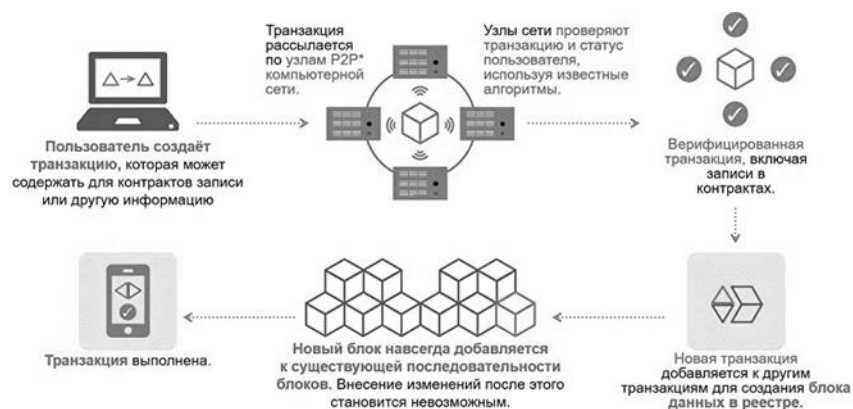 Пользователь создаёт
транзакцию, которая может
содержать для контрактов записи
или другую информацию
Транзакция
рассылается
по узлам P2P*
компьютерной
сети.
Узлы сети проверяют
транзакцию и статус
пользователя,
используя известные
алгоритмы.
Верифицированная
транзакция, включая
записи в
контрактах.
Новая транзакция
добавляется к другим
транзакциям для создания блока
данных в реестре.
Новый блок навсегда добавляется
к существующей последовательности
блоков. Внесение изменений после этого
становится невозможным.
Транзакция выполнена.